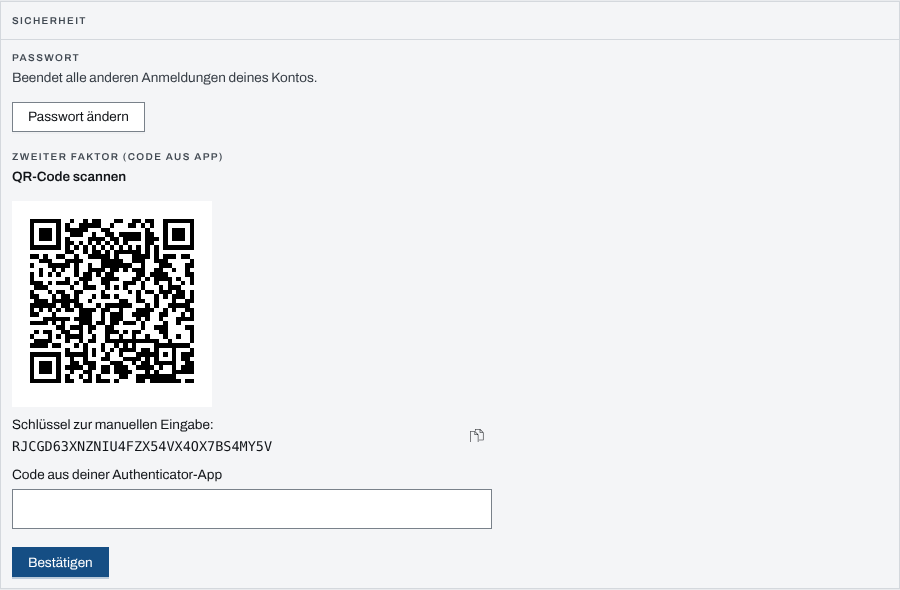 SICHERHEIT
PASSWORT
Beendet alle anderen Anmeldungen deines Kontos.
Passwort ändern
ZWEITER FAKTOR (CODE AUS APP)
QR-Code scannen
Schlüssel zur manuellen Eingabe:
RJCGD63XNZNIU4FZX54VX4OX7BS4MY5V
Code aus deiner Authenticator-App
Bestätigen